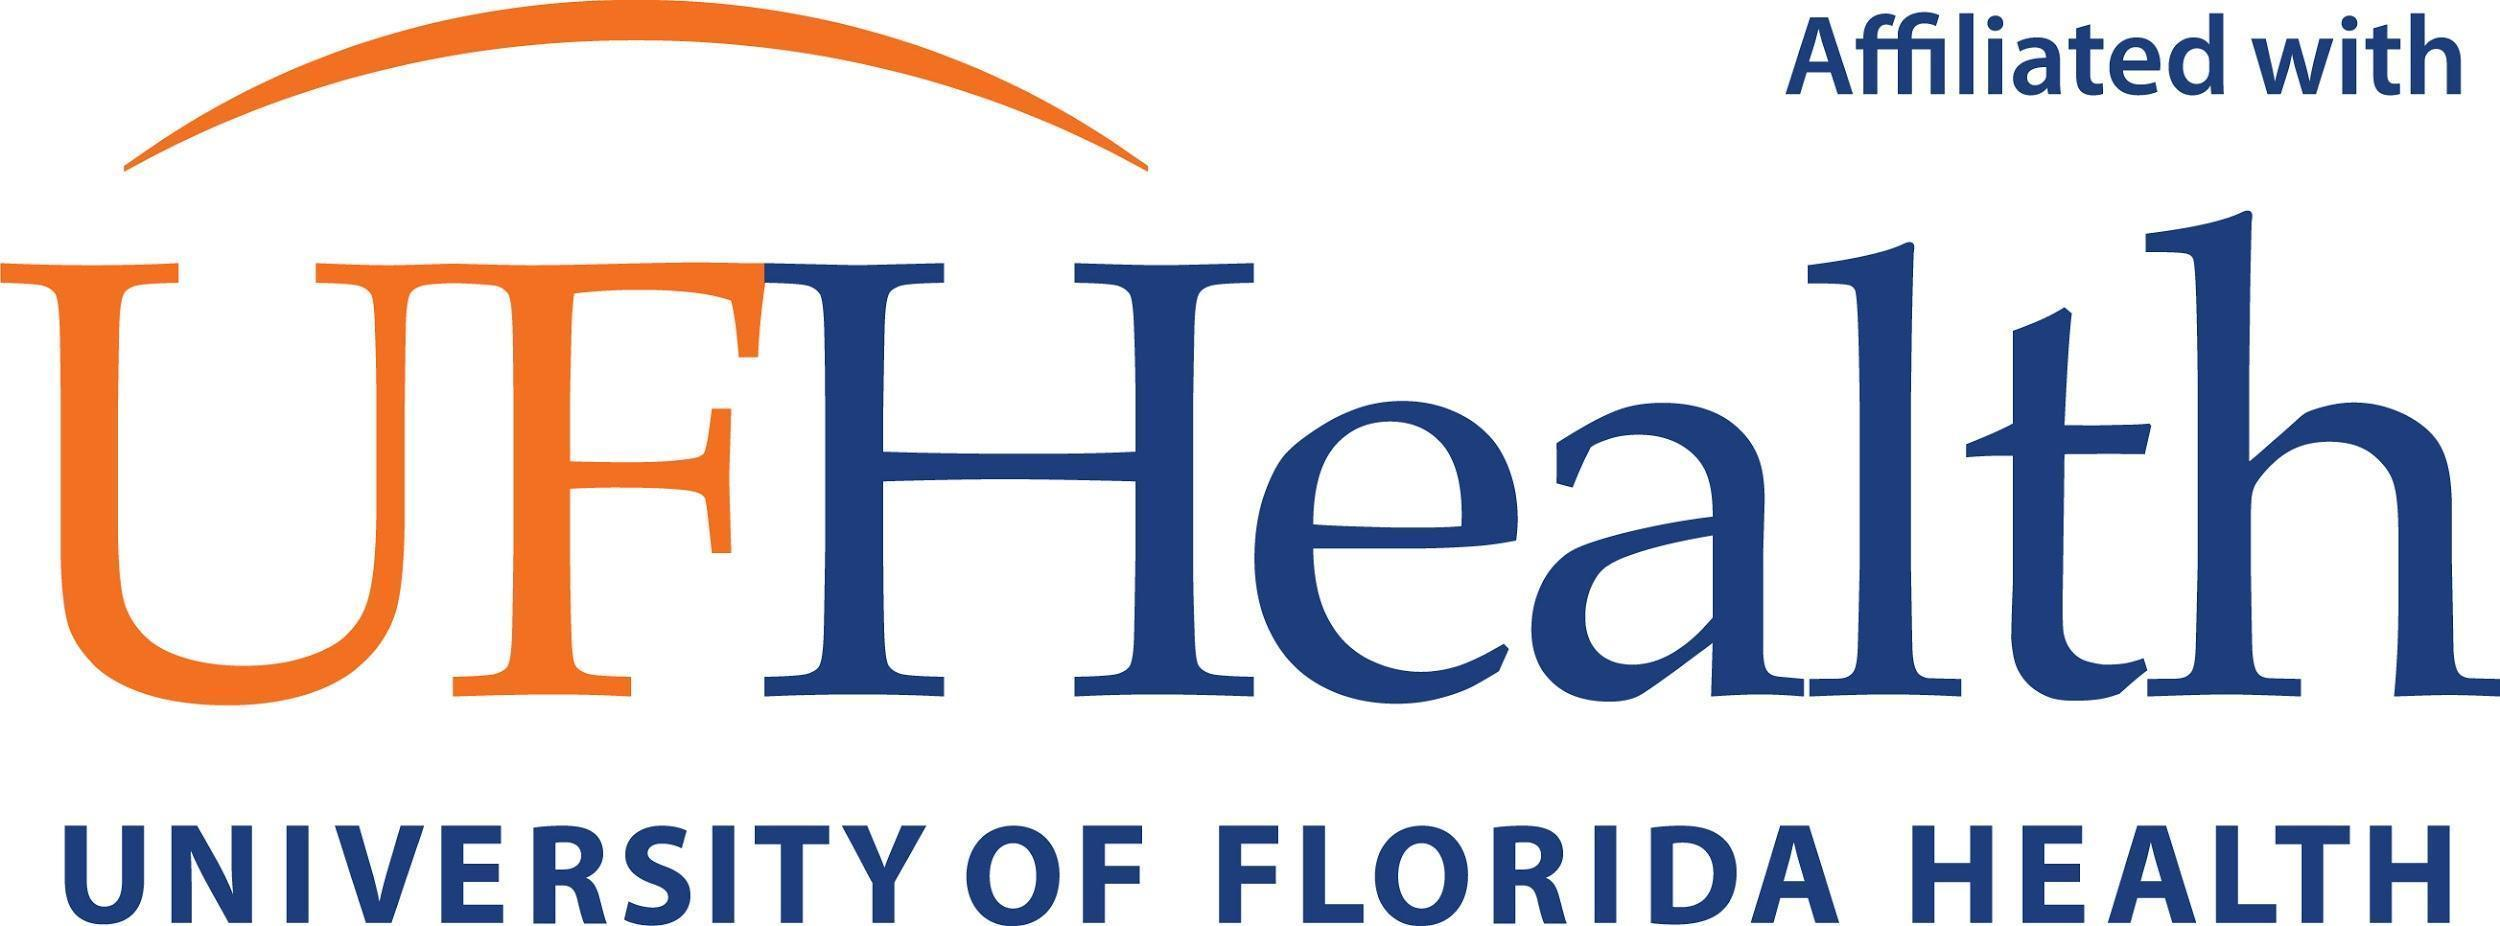 Affiliated with
UFHealth
UNIVERSITY OF FLORIDA HEALTH